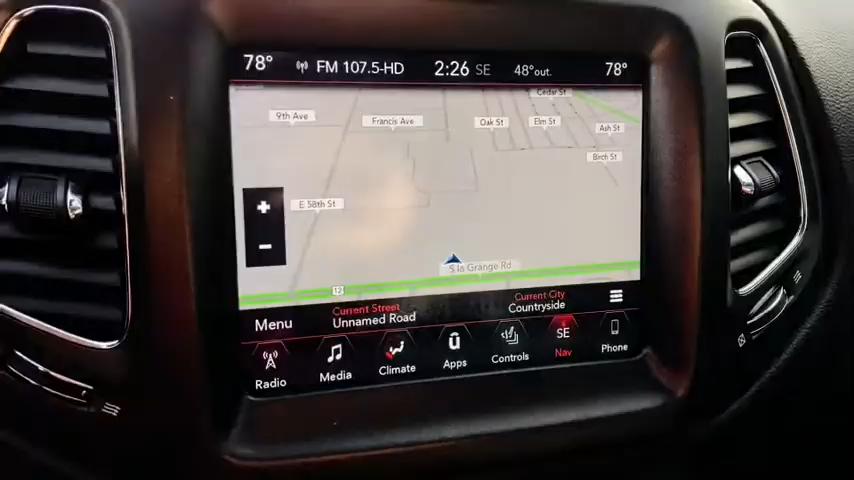 78° FM 107.5-HD 2:26 SE 48°out. 78°
Cedar St
9th Ave Francis Ave Oak St Elm St Ash St
Birch St
E 58th St
+
-
S la Grange Rd
12
Current Street Current City
Menu Unnamed Road Countryside
SE
Radio Media Climate Apps Controls Nav Phone